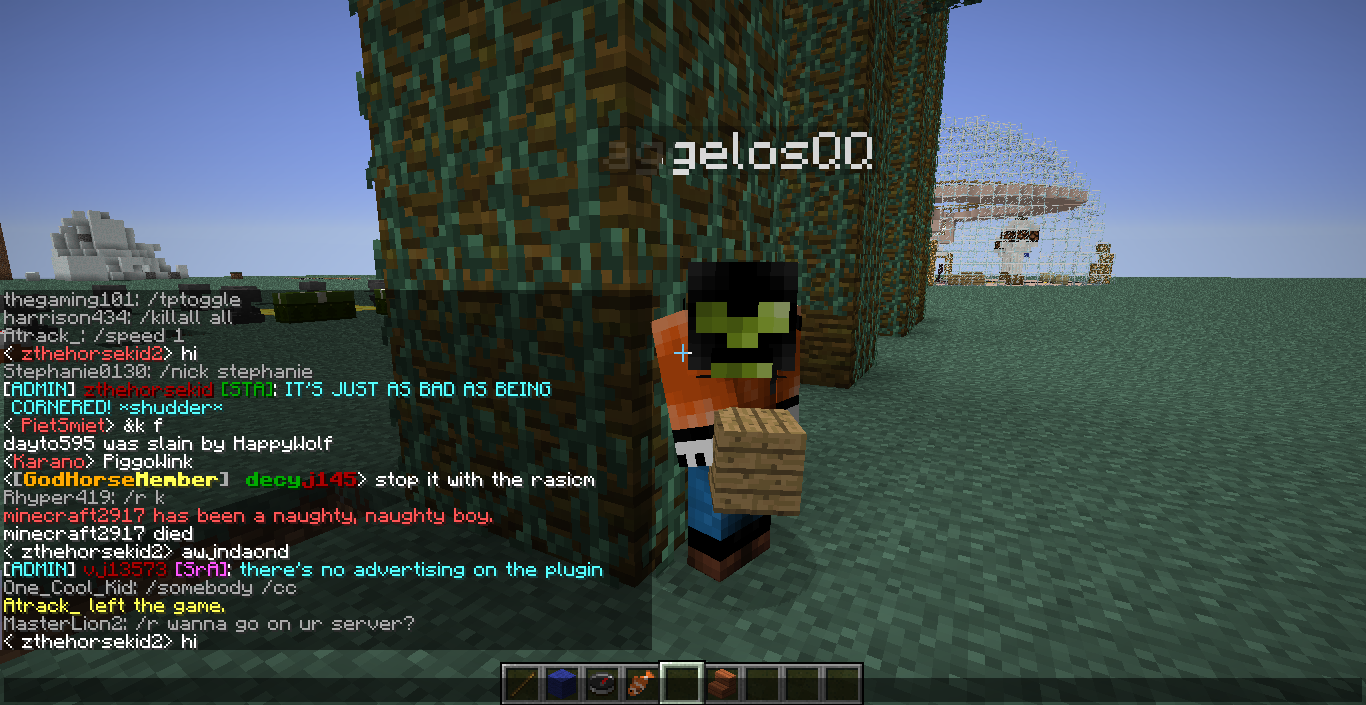 aggelosQQ
thegaming101: /tptoggle
harrison434: /killall all
Atrack_: /speed 1
< zthehorsekid2> hi
Stephanie0130: /nick stephanie
[ADMIN] zthehorsekid [STA]: IT'S JUST AS BAD AS BEING
CORNERED! *shudder*
< PietSmiet> &k f
dayto595 was slain by HappyWolf
<Karano> PiggoWink
<[GodHorseMember] decyj145> stop it with the rasicm
Rhyper419: /r k
minecraft2917 has been a naughty, naughty boy.
minecraft2917 died
< zthehorsekid2> awjndaond
[ADMIN] vj13573 [SrA]: there's no advertising on the plugin
One_Cool_Kid: /somebody /cc
Atrack_ left the game.
MasterLion2: /r wanna go on ur server?
< zthehorsekid2> hi